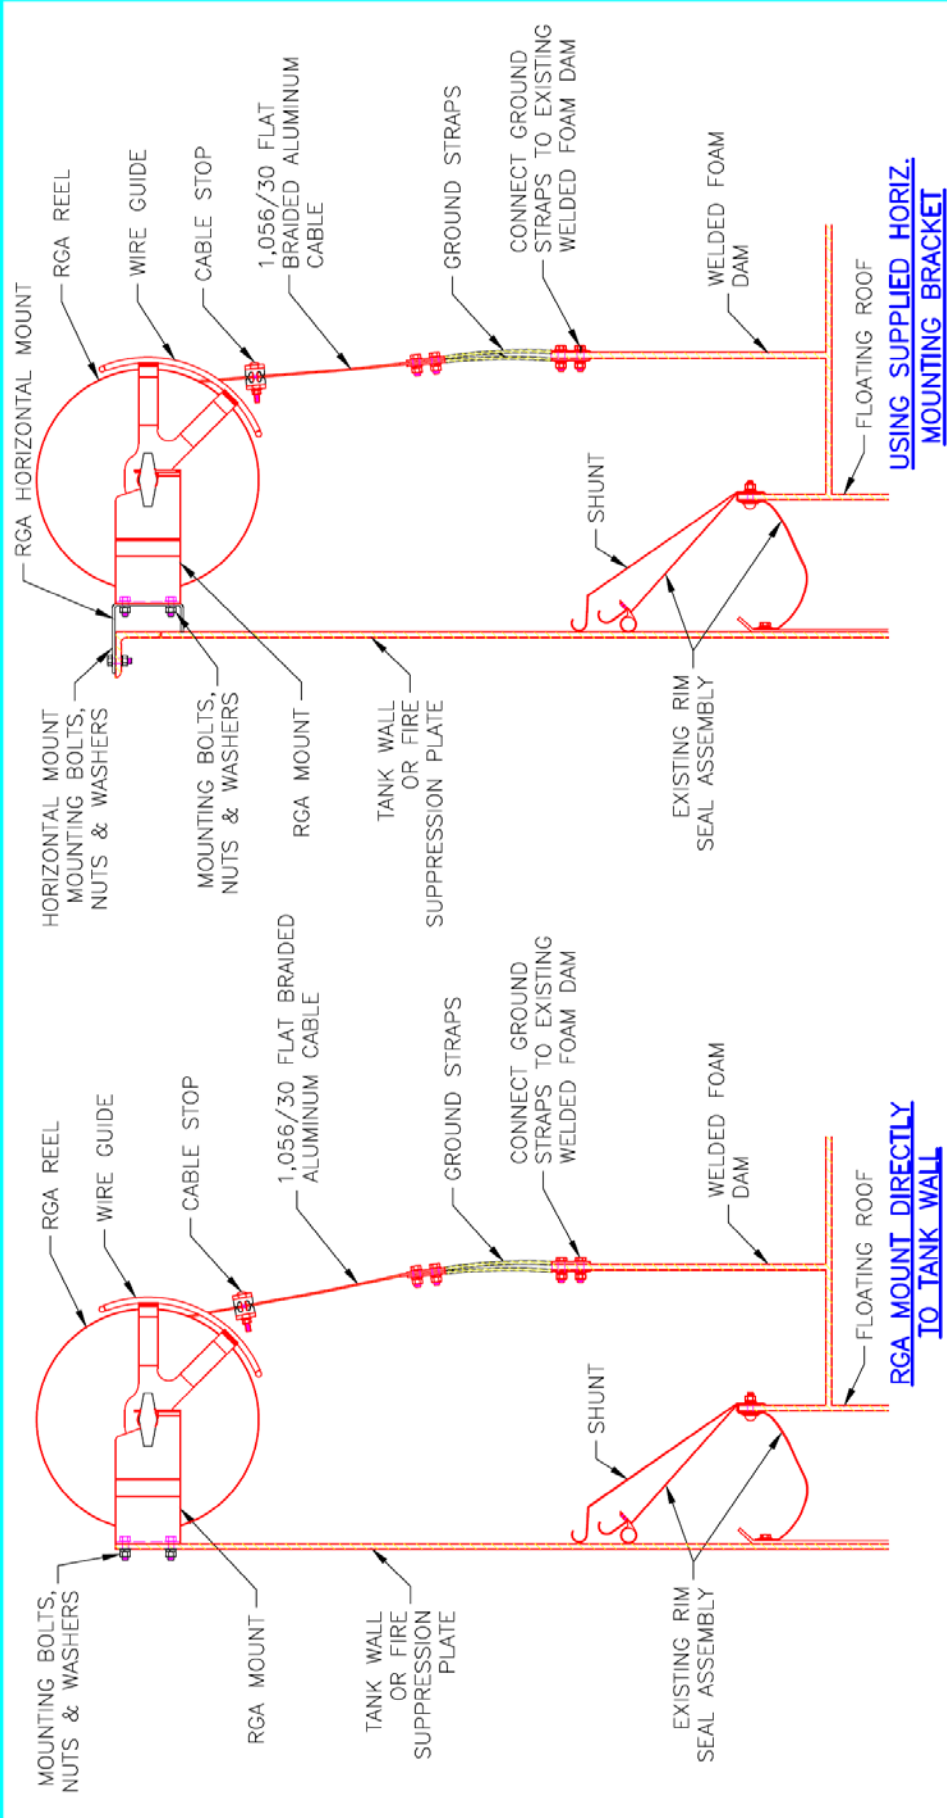 MOUNTING BOLTS,
NUTS & WASHERS
RGA REEL
WIRE GUIDE
CABLE STOP
1,056/30 FLAT BRAIDED
ALUMINUM CABLE
GROUND STRAPS
CONNECT GROUND
STRAPS TO EXISTING
WELDED FOAM DAM
WELDED FOAM
DAM
FLOATING ROOF
RGA MOUNT
TANK WALL
OR FIRE
SUPPRESSION
PLATE
SHUNT
EXISTING RIM
SEAL ASSEMBLY
RGA MOUNT DIRECTLY
TO TANK WALL
HORIZONTAL MOUNT
MOUNTING BOLTS,
NUTS & WASHERS
RGA HORIZONTAL MOUNT
RGA REEL
WIRE GUIDE
CABLE STOP
1,056/30 FLAT
BRAIDED ALUMINUM
CABLE
GROUND STRAPS
CONNECT GROUND
STRAPS TO EXISTING
WELDED FOAM DAM
WELDED FOAM
DAM
FLOATING ROOF
MOUNTING BOLTS,
NUTS & WASHERS
RGA MOUNT
TANK WALL
OR FIRE
SUPPRESSION PLATE
SHUNT
EXISTING RIM
SEAL ASSEMBLY
USING SUPPLIED HORIZ.
MOUNTING BRACKET